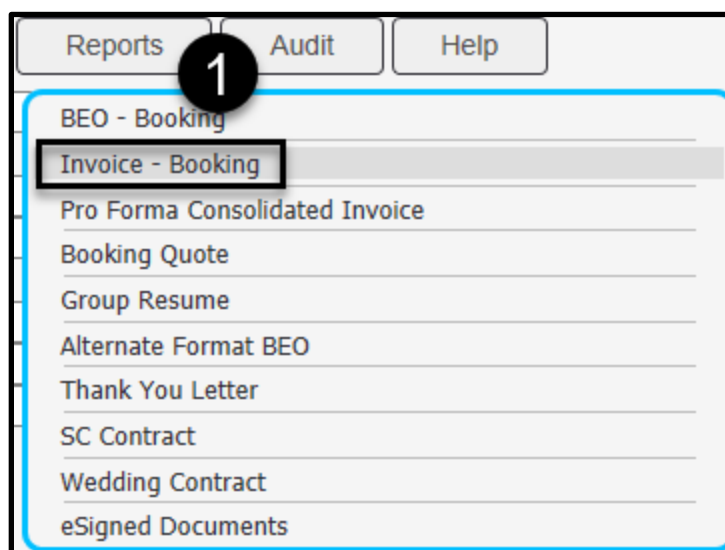 Reports Audit Help
1
BEO - Booking
Invoice - Booking
Pro Forma Consolidated Invoice
Booking Quote
Group Resume
Alternate Format BEO
Thank You Letter
SC Contract
Wedding Contract
eSigned Documents